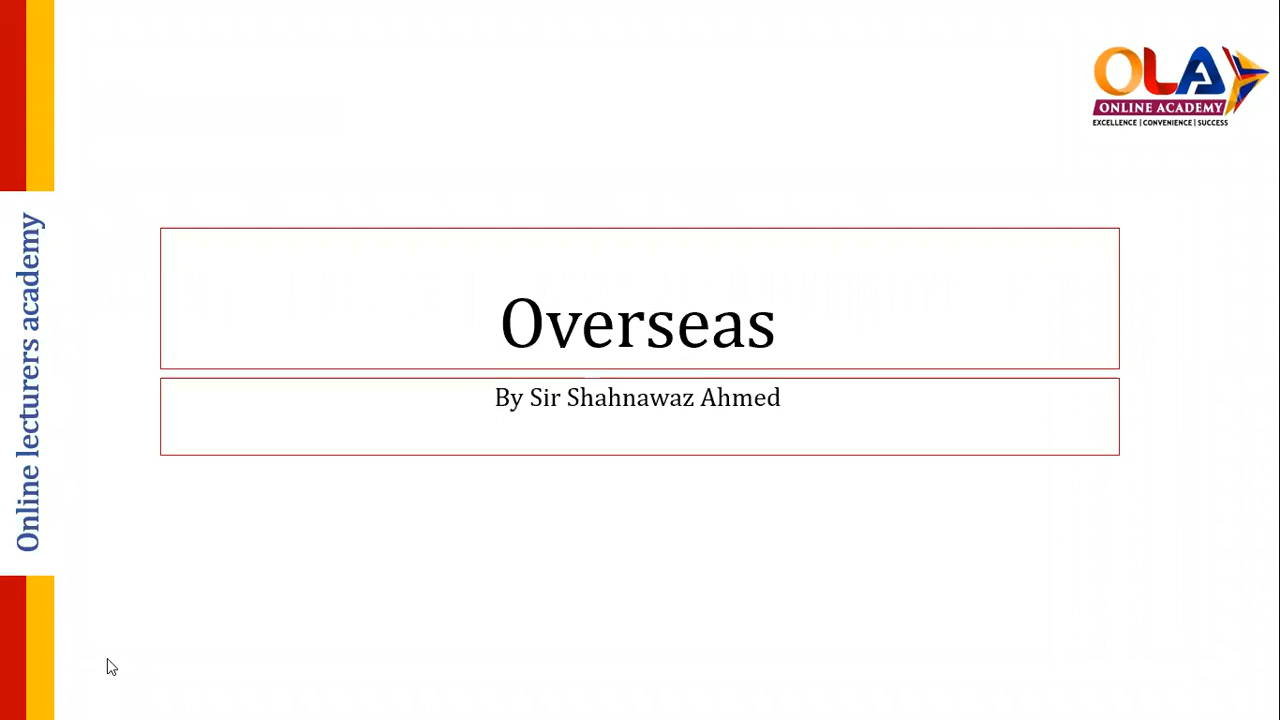 OLA
ONLINE ACADEMY
EXCELLENCE | CONVENIENCE | SUCCESS
Online lecturers academy
Overseas
By Sir Shahnawaz Ahmed